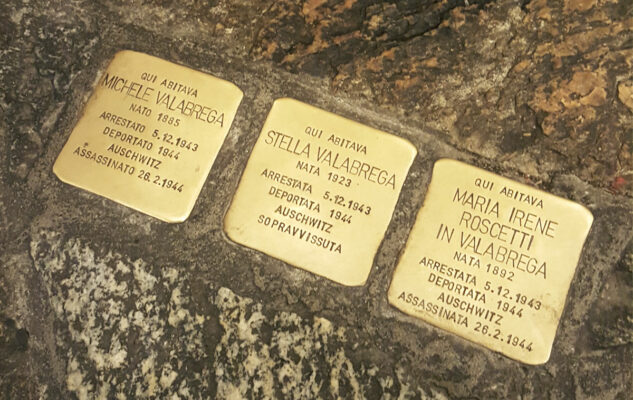 QUI ABITAVA
MICHELE VALABREGA
NATO 1885
ARRESTATO 5.12.1943
DEPORTATO 1944
AUSCHWITZ
ASSASSINATO 26.2.1944
QUI ABITAVA
STELLA VALABREGA
NATA 1923
ARRESTATA 5.12.1943
DEPORTATA 1944
AUSCHWITZ
SOPRAVVISSUTA
QUI ABITAVA
MARIA IRENE
ROSCETTI
IN VALABREGA
NATA 1892
ARRESTATA 5.12.1943
DEPORTATA 1944
AUSCHWITZ
ASSASSINATA 26.2.1944